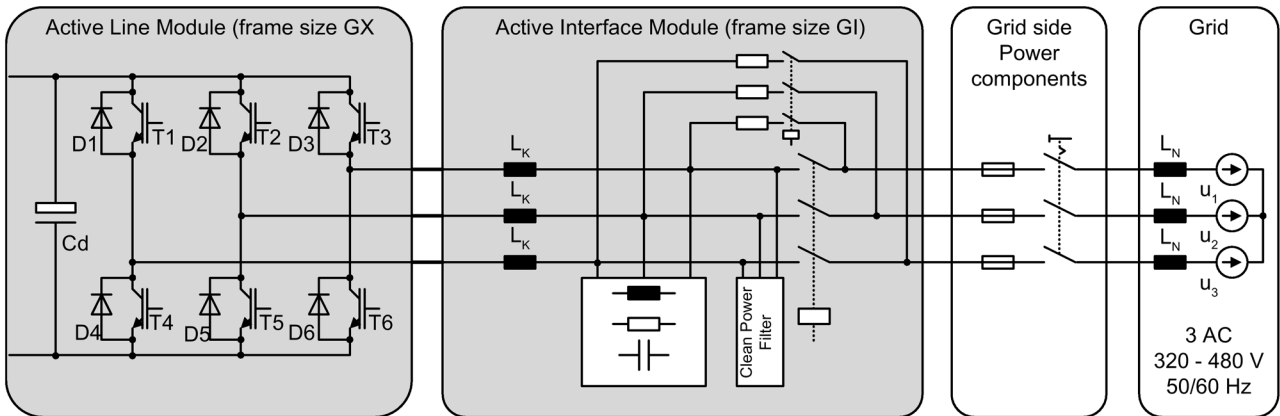 Active Line Module (frame size GX
D1
T1
D2
T2
D3
T3
Cd
D4
T4
D5
T5
D6
T6
Active Interface Module (frame size GI)
LK
LK
LK
Clean Power
Filter
Grid side
Power
components
Grid
LN
u1
LN
u2
LN
u3
3 AC
320 - 480 V
50/60 Hz